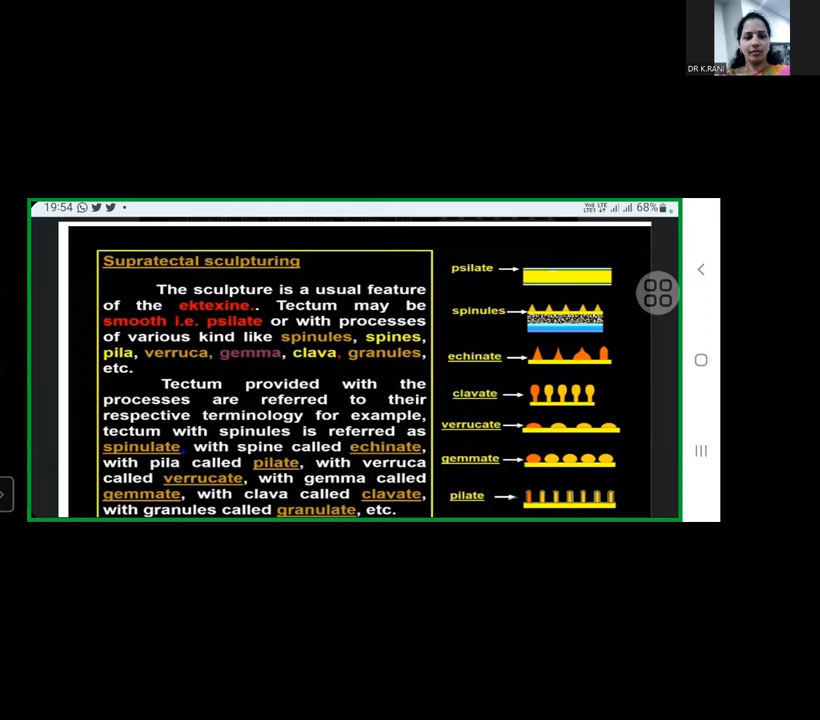 DR K.RANI
19:54
68%
Supratectal sculpturing
The sculpture is a usual feature
of the ektexine.. Tectum may be
smooth i.e. psilate or with processes
of various kind like spinules, spines,
pila, verruca, gemma, clava, granules,
etc.
Tectum provided with the
processes are referred to their
respective terminology for example,
tectum with spinules is referred as
spinulate, with spine called echinate,
with pila called pilate, with verruca
called verrucate, with gemma called
gemmate, with clava called clavate,
with granules called granulate, etc.
psilate
spinules
echinate
clavate
verrucate
gemmate
pilate